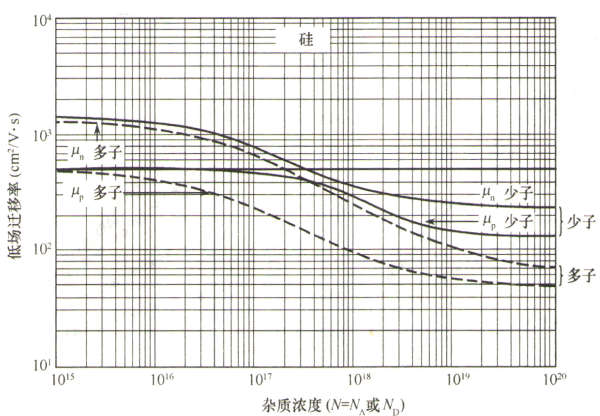 硅
10⁴
10³
10²
10¹
低场迁移率 (cm²/V·s)
μₙ 多子
μₚ 多子
μₙ 少子
μₚ 少子
少子
多子
10¹⁵ 10¹⁶ 10¹⁷ 10¹⁸ 10¹⁹ 10²⁰
杂质浓度 (N=N_A或 N_D)